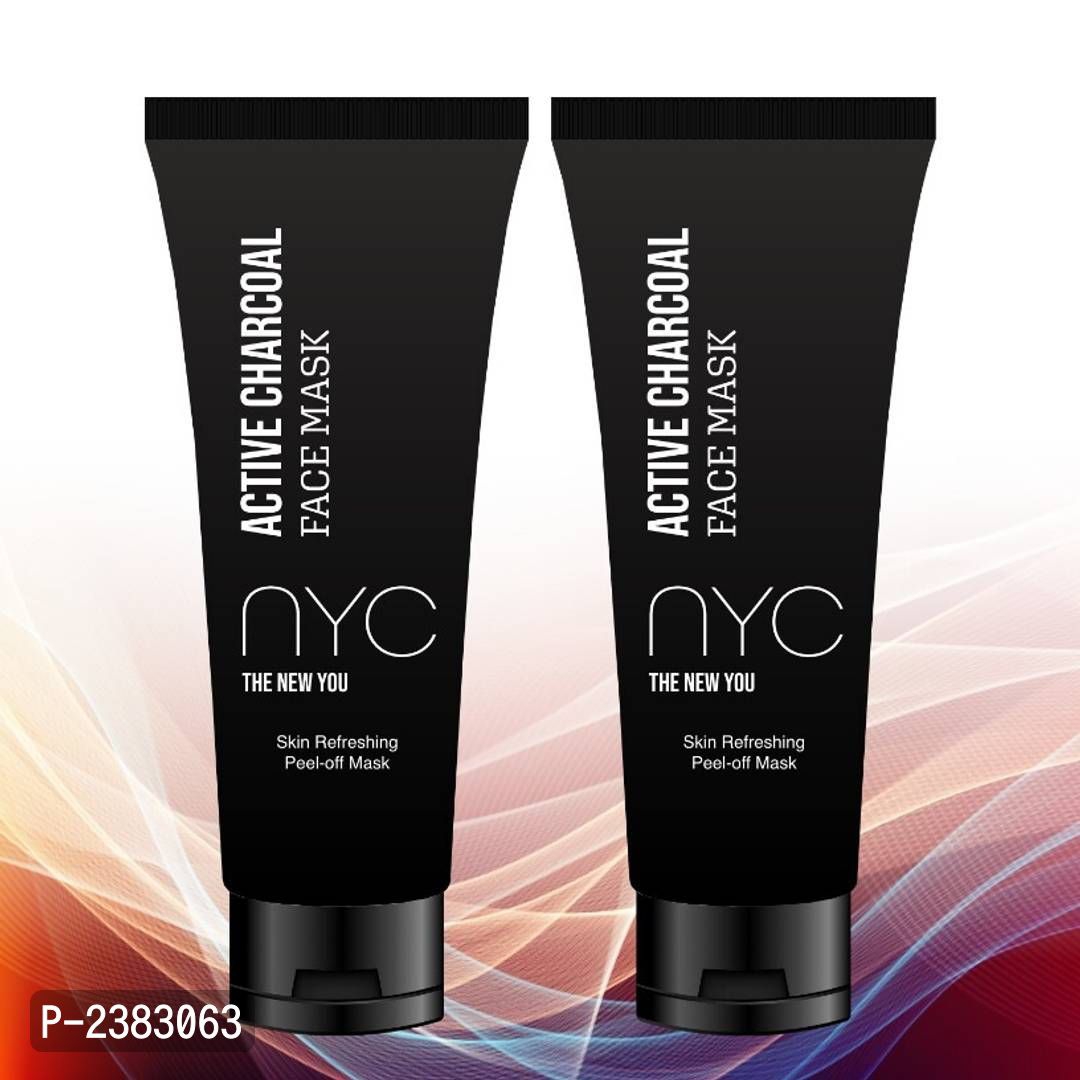 ACTIVE CHARCOAL
FACE MASK
NYC
THE NEW YOU
Skin Refreshing
Peel-off Mask
ACTIVE CHARCOAL
FACE MASK
NYC
THE NEW YOU
Skin Refreshing
Peel-off Mask
P-2383063